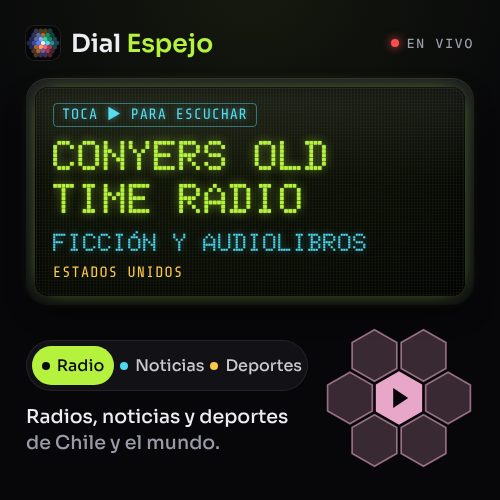 Dial Espejo
EN VIVO
TOCA ▶ PARA ESCUCHAR
CONYERS OLD
TIME RADIO
FICCIÓN Y AUDIOLIBROS
ESTADOS UNIDOS
Radio Noticias Deportes
Radios, noticias y deportes
de Chile y el mundo.